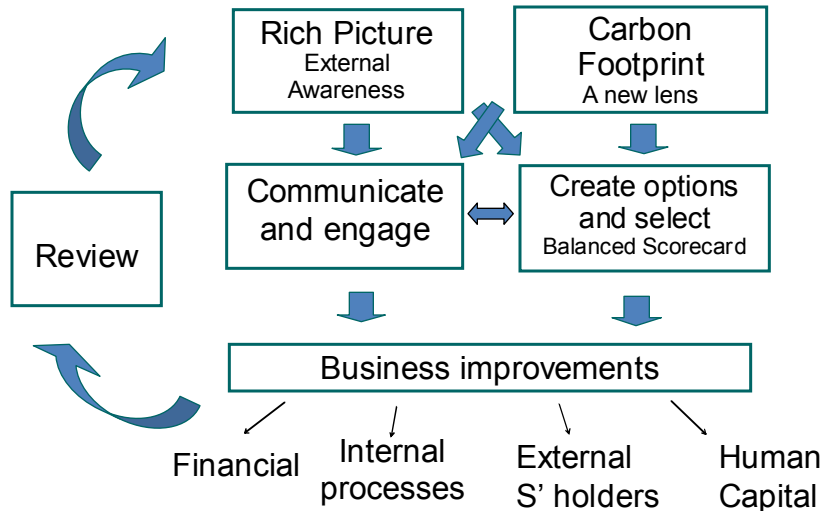 Rich Picture
External
Awareness
Carbon
Footprint
A new lens
Communicate
and engage
Create options
and select
Balanced Scorecard
Review
Business improvements
Financial
Internal
processes
External
S' holders
Human
Capital